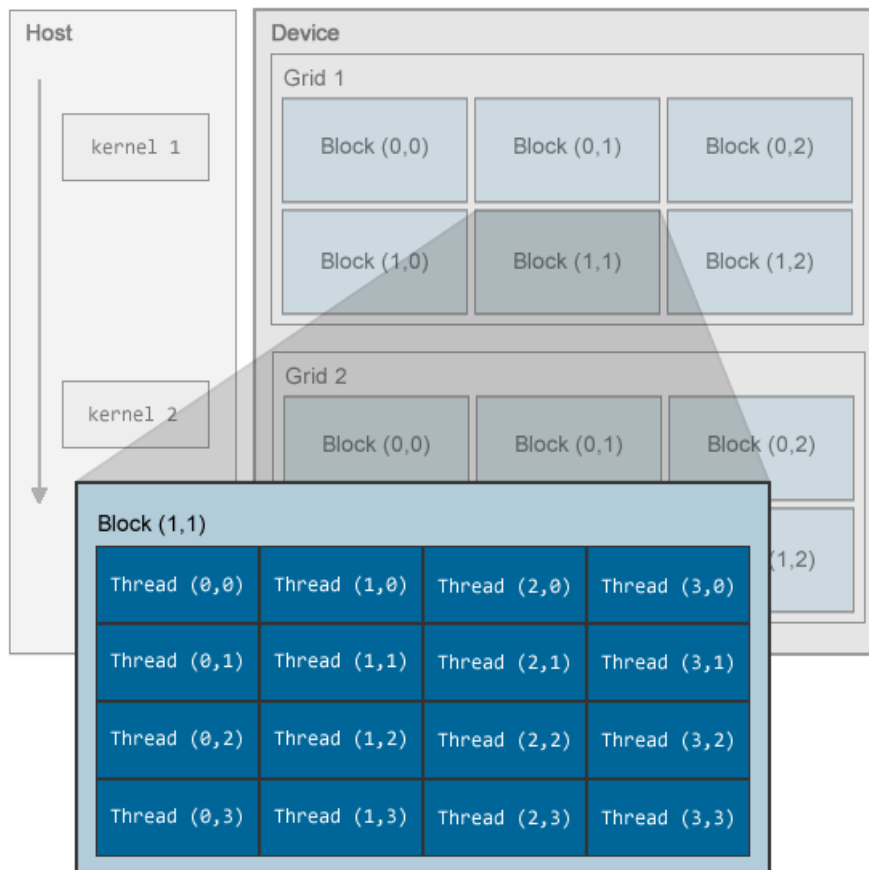 Host
Device
Grid 1
kernel 1
Block (0,0) Block (0,1) Block (0,2)
Block (1,0) Block (1,1) Block (1,2)
Grid 2
kernel 2
Block (0,0) Block (0,1) Block (0,2)
(1,2)
Block (1,1)
Thread (0,0) Thread (1,0) Thread (2,0) Thread (3,0)
Thread (0,1) Thread (1,1) Thread (2,1) Thread (3,1)
Thread (0,2) Thread (1,2) Thread (2,2) Thread (3,2)
Thread (0,3) Thread (1,3) Thread (2,3) Thread (3,3)